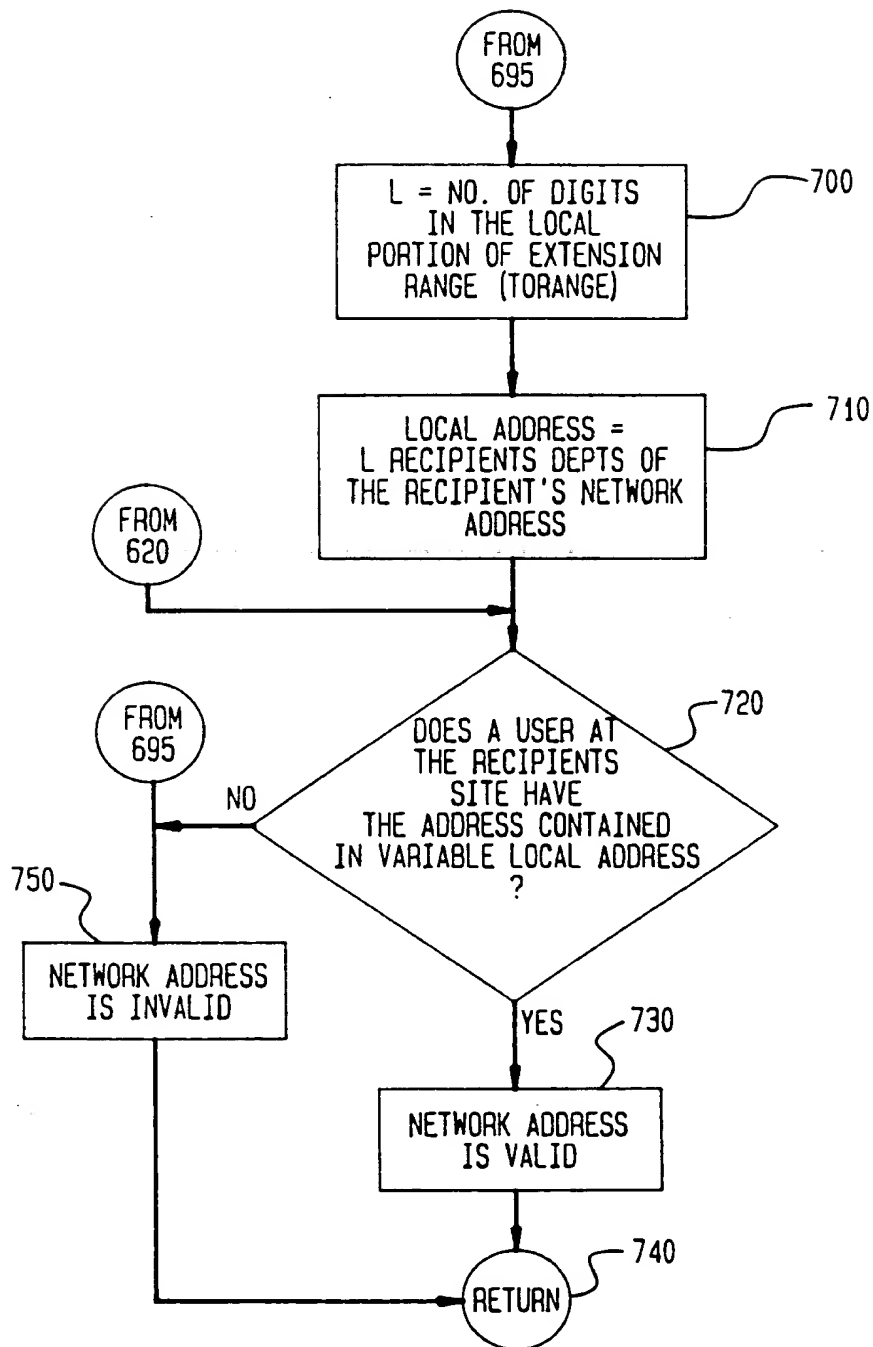 FROM
695
L = NO. OF DIGITS
IN THE LOCAL
PORTION OF EXTENSION
RANGE (TORANGE)
700
LOCAL ADDRESS =
L RECIPIENTS DEPTS OF
THE RECIPIENT'S NETWORK
ADDRESS
710
FROM
620
DOES A USER AT
THE RECIPIENTS
SITE HAVE
THE ADDRESS CONTAINED
IN VARIABLE LOCAL ADDRESS
?
720
FROM
695
NO
750
NETWORK ADDRESS
IS INVALID
YES
730
NETWORK ADDRESS
IS VALID
RETURN
740